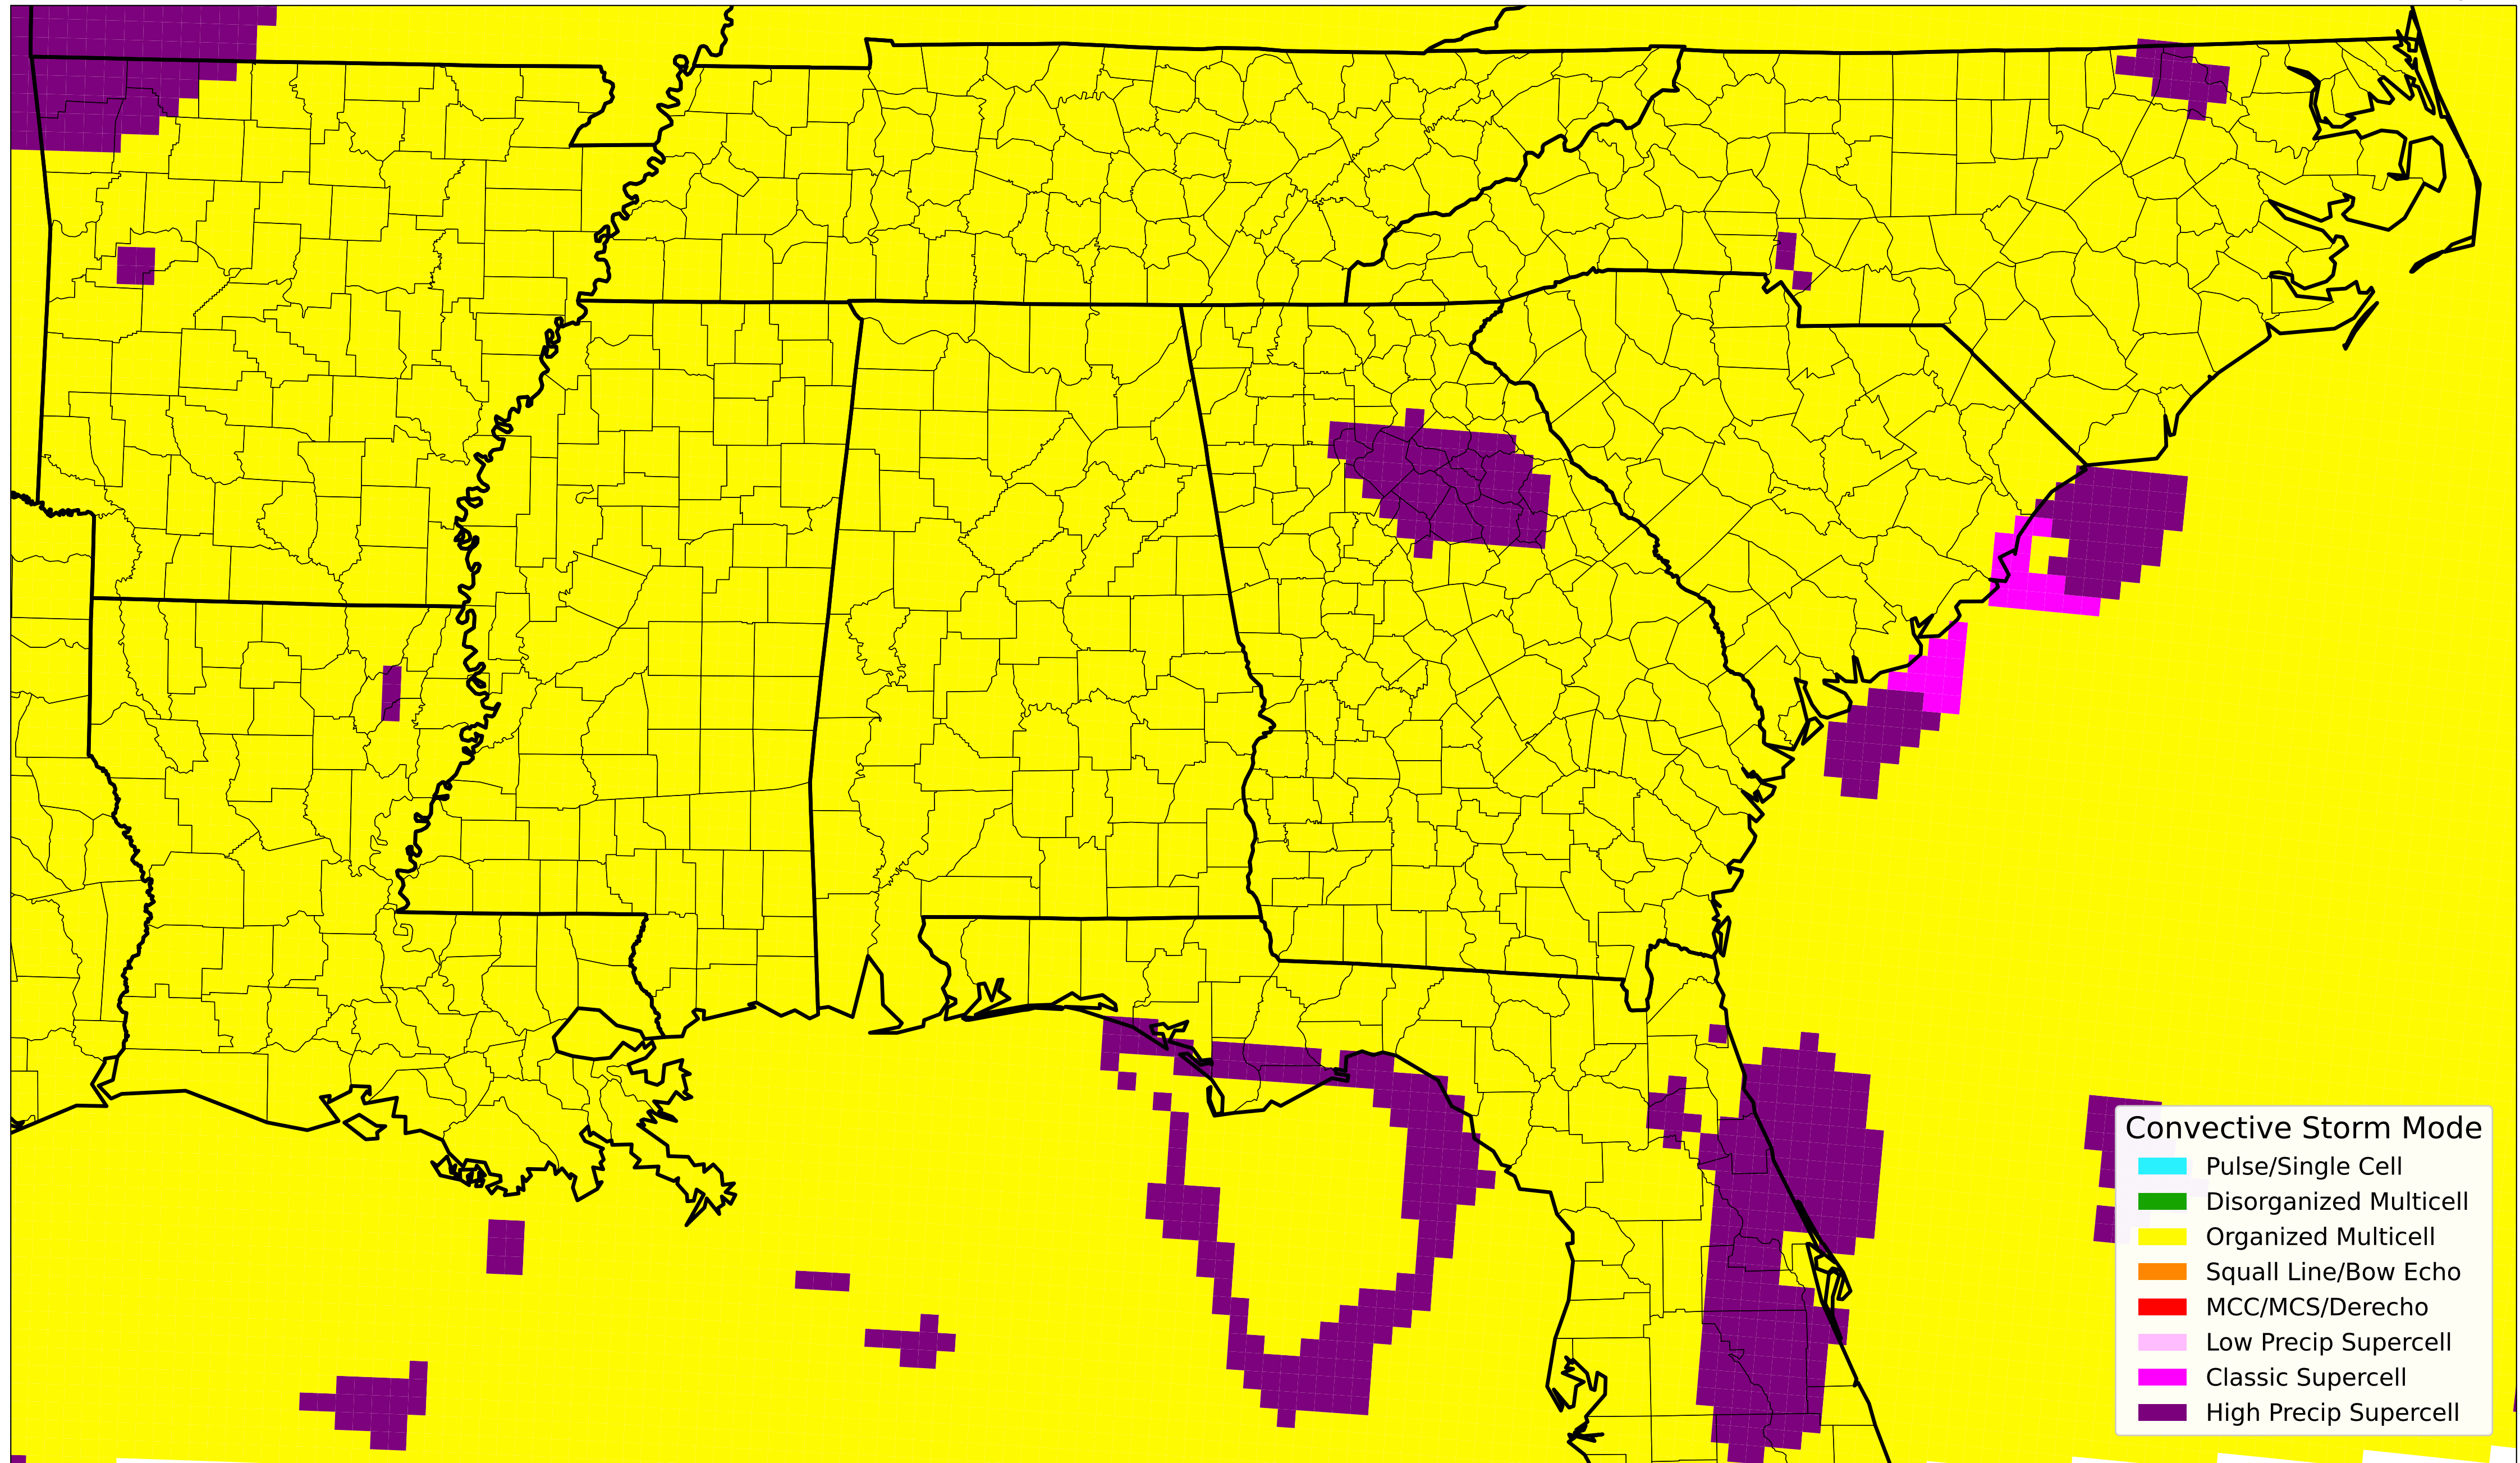 Convective Storm Mode
Pulse/Single Cell
Disorganized Multicell
Organized Multicell
Squall Line/Bow Echo
MCC/MCS/Derecho
Low Precip Supercell
Classic Supercell
High Precip Supercell